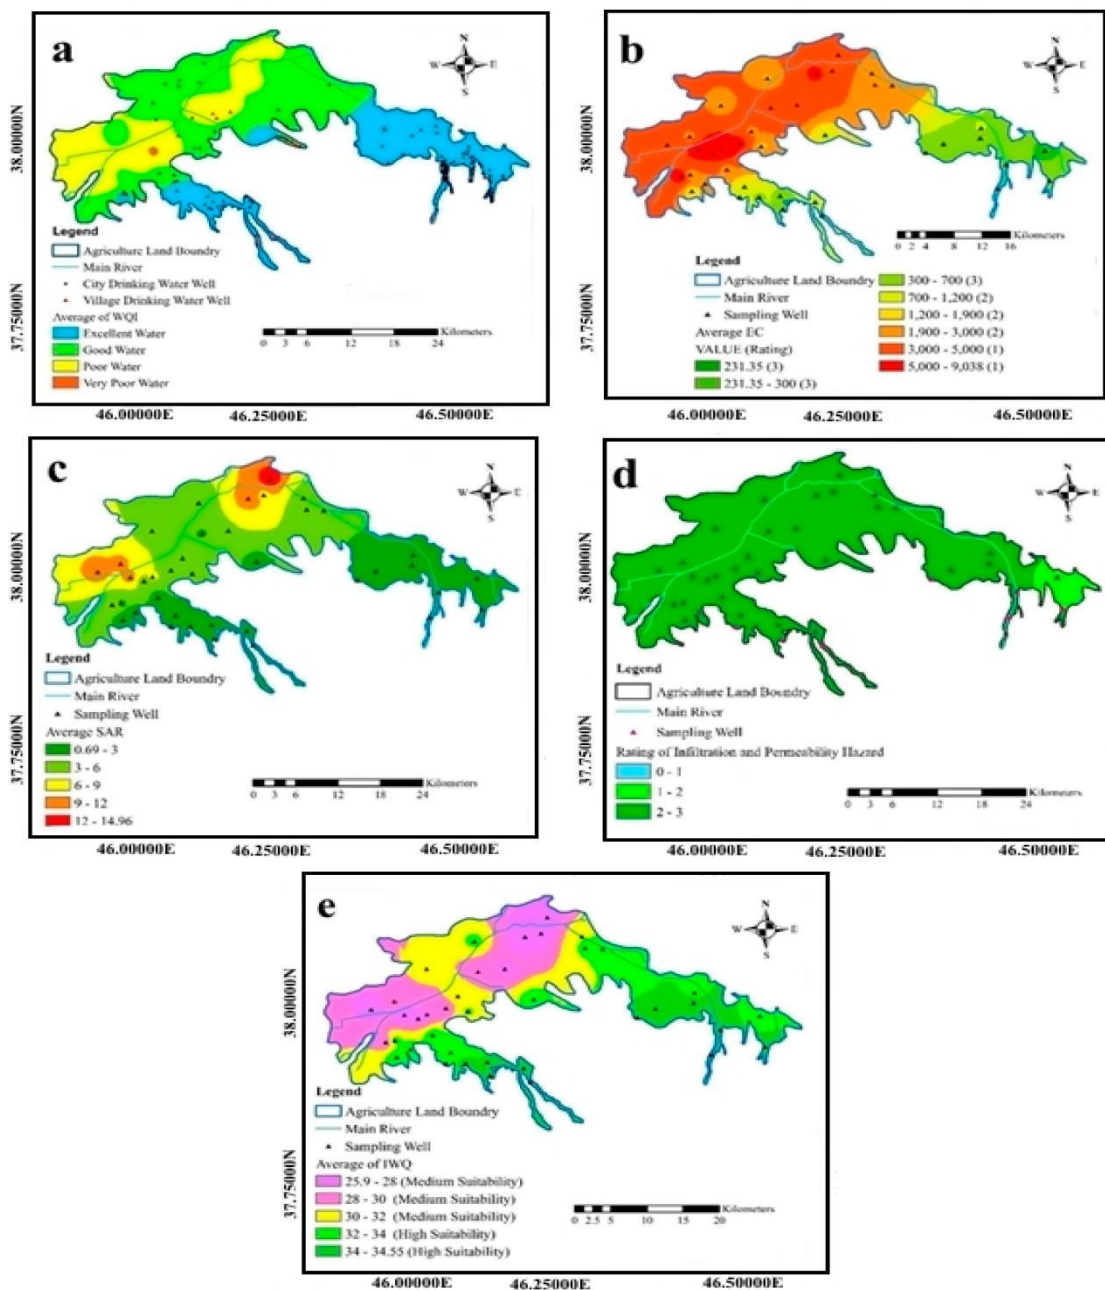 a
N
W E
S
38.00000N
37.75000N
Legend
Agriculture Land Boundry
Main River
City Drinking Water Well
Village Drinking Water Well
Average of WQI
Excellent Water
Good Water
Poor Water
Very Poor Water
Kilometers
0 3 6 12 18 24
46.00000E 46.25000E 46.50000E
b
N
W E
S
38.00000N
37.75000N
Kilometers
0 2 4 8 12 16
Legend
Agriculture Land Boundry
Main River
Sampling Well
Average EC
VALUE (Rating)
231.35 (3)
231.35 - 300 (3)
300 - 700 (3)
700 - 1,200 (2)
1,200 - 1,900 (2)
1,900 - 3,000 (2)
3,000 - 5,000 (1)
5,000 - 9,038 (1)
46.00000E 46.25000E 46.50000E
c
N
W E
S
38.00000N
37.75000N
Legend
Agriculture Land Boundry
Main River
Sampling Well
Average SAR
0.69 - 3
3 - 6
6 - 9
9 - 12
12 - 14.96
Kilometers
0 3 6 12 18 24
46.00000E 46.25000E 46.50000E
d
N
W E
S
38.00000N
37.75000N
Legend
Agriculture Land Boundry
Main River
Sampling Well
Rating of Infiltration and Permeability Hazard
0 - 1
1 - 2
2 - 3
Kilometers
0 3 6 12 18 24
46.00000E 46.25000E 46.50000E
e
N
W E
S
38.00000N
37.75000N
Legend
Agriculture Land Boundry
Main River
Sampling Well
Average of IWQ
25.9 - 28 (Medium Suitability)
28 - 30 (Medium Suitability)
30 - 32 (Medium Suitability)
32 - 34 (High Suitability)
34 - 34.55 (High Suitability)
Kilometers
0 2.5 5 10 15 20
46.00000E 46.25000E 46.50000E